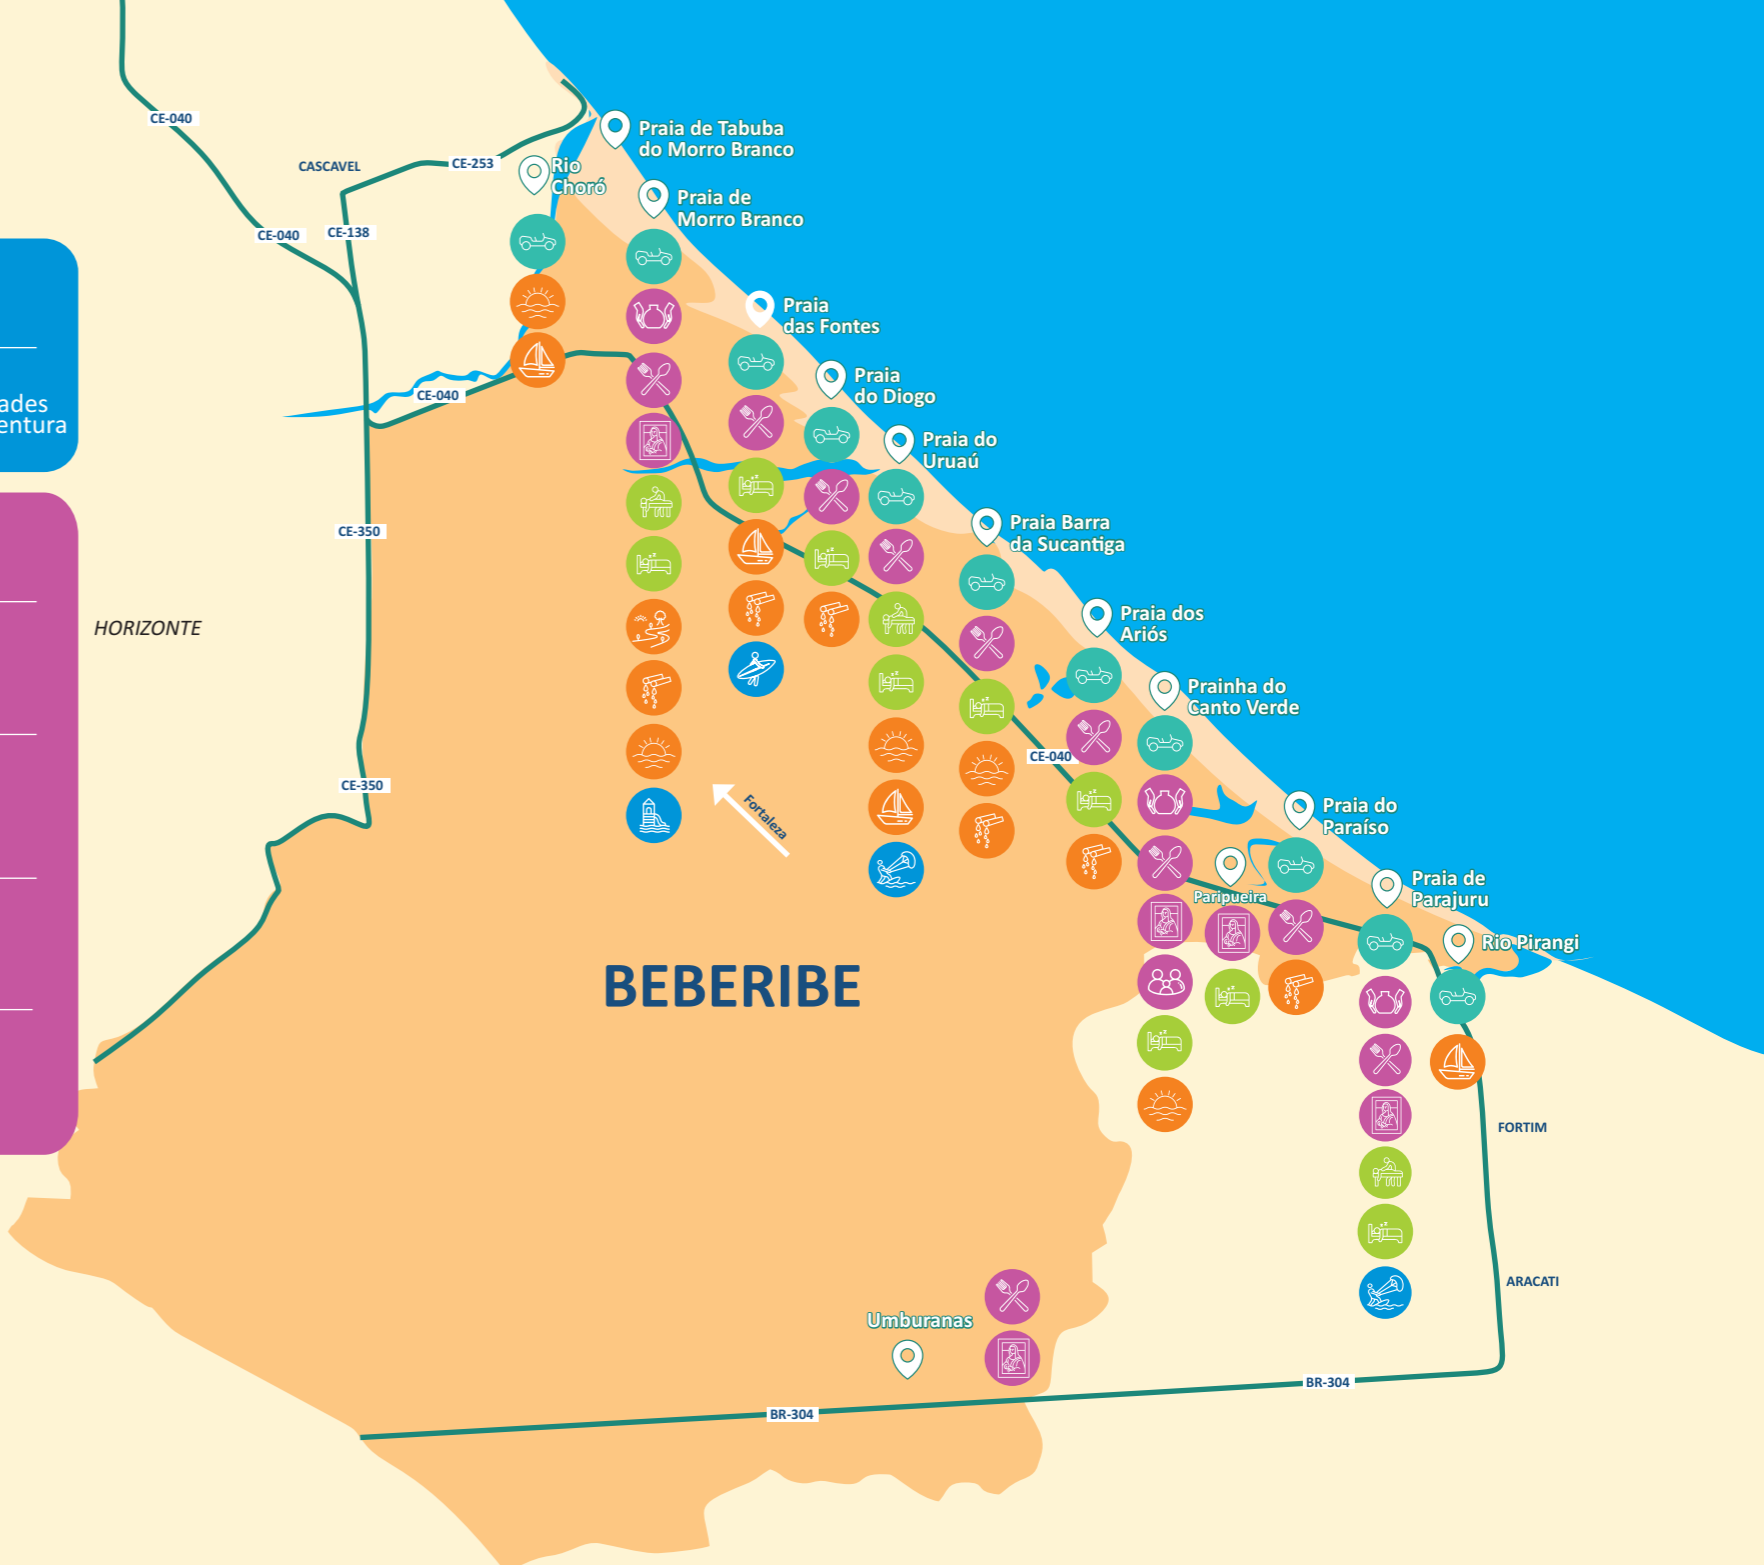 CE-040
CASCAVEL
CE-253
CE-040
CE-138
Rio
Choró
Praia de Tabuba
do Morro Branco
Praia de
Morro Branco
Praia
das Fontes
Praia
do Diogo
CE-040
ades
entura
Praia do
Uruaú
CE-350
Praia Barra
da Sucantiga
HORIZONTE
Praia dos
Ariós
Prainha do
Canto Verde
CE-040
CE-350
Fortaleza
Praia do
Paraíso
Paripueira
Praia de
Parajuru
Rio Pirangi
BEBERIBE
FORTIM
ARACATI
Umburanas
BR-304
BR-304